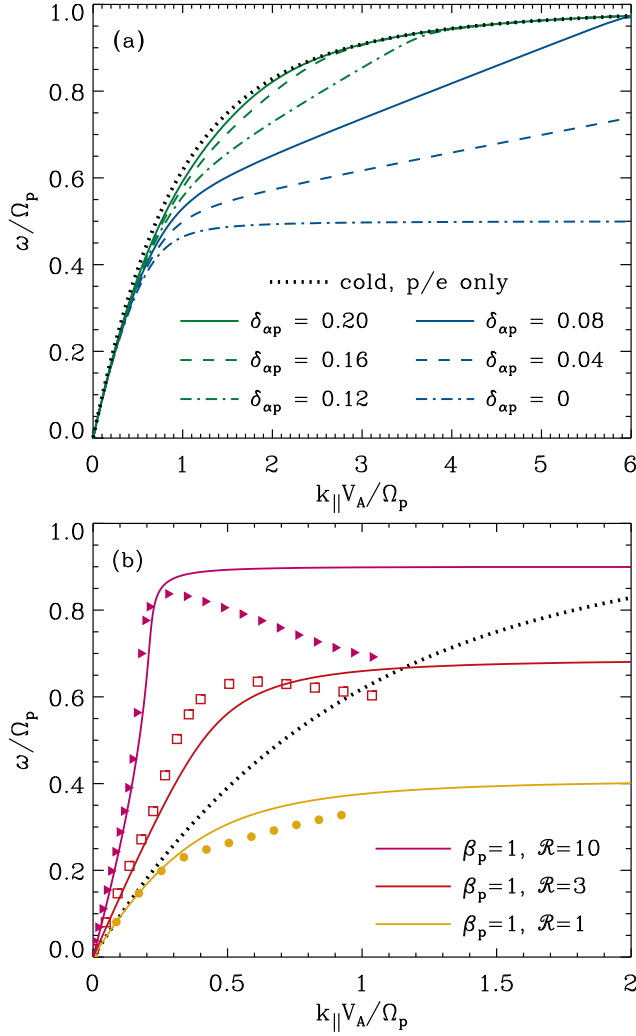 (a)
1.0
0.8
0.6
0.4
0.2
0.0
ω/Ωₚ
cold, p/e only
δαp = 0.20
δαp = 0.08
δαp = 0.16
δαp = 0.04
δαp = 0.12
δαp = 0
0 1 2 3 4 5 6
k∥V_A/Ωₚ
(b)
1.0
0.8
0.6
0.4
0.2
0.0
ω/Ωₚ
βₚ=1, ℛ=10
βₚ=1, ℛ=3
βₚ=1, ℛ=1
0 0.5 1 1.5 2
k∥V_A/Ωₚ